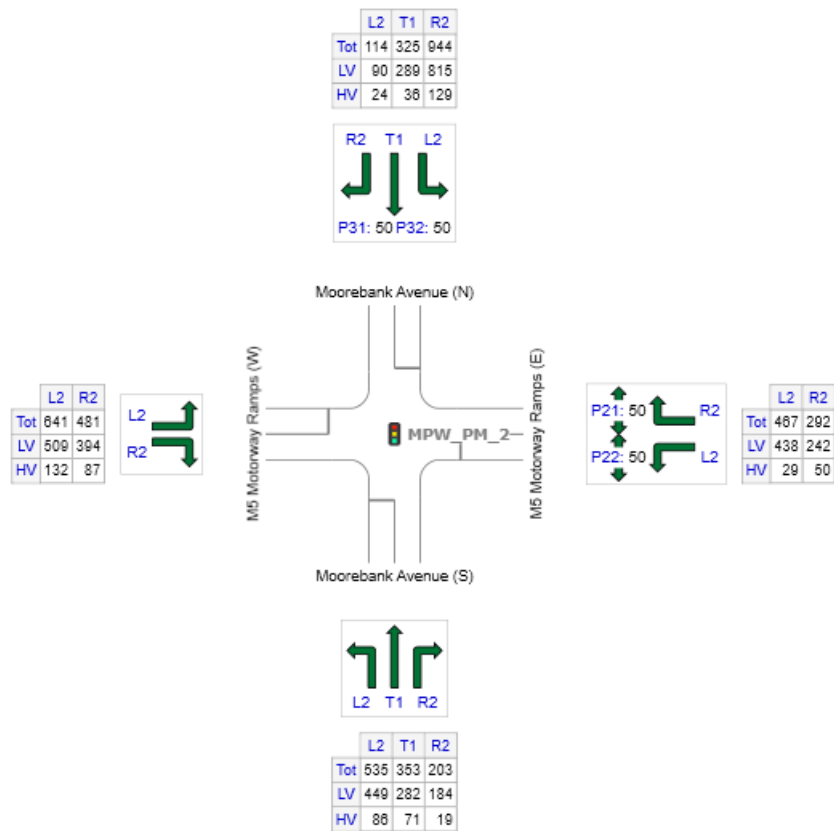 L2 T1 R2
Tot 114 325 944
LV 90 289 815
HV 24 36 129
R2 T1 L2
P31: 50 P32: 50
Moorebank Avenue (N)
M5 Motorway Ramps (W)
M5 Motorway Ramps (E)
L2 R2
Tot 641 481
LV 509 394
HV 132 87
L2
R2
MPW_PM_2
P21: 50 R2
P22: 50 L2
L2 R2
Tot 467 292
LV 438 242
HV 29 50
Moorebank Avenue (S)
L2 T1 R2
L2 T1 R2
Tot 535 353 203
LV 449 282 184
HV 86 71 19